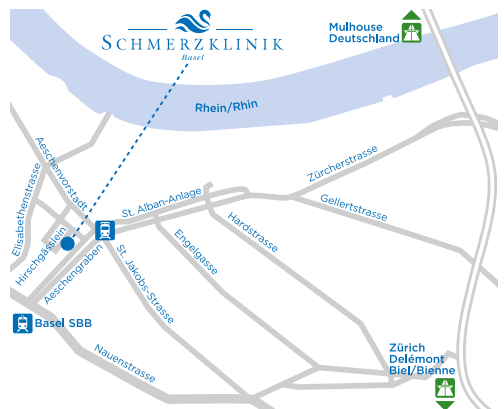 SCHMERZKLINIK
Basel
Mulhouse
Deutschland
Rhein/Rhin
Zürcherstrasse
Gellertstrasse
Aeschenvorstadt
Elisabethenstrasse
St. Alban-Anlage
Hardstrasse
Engelgasse
Hirschgässlein
Aeschengraben
St. Jakobs-Strasse
Basel SBB
Nauenstrasse
Zürich
Delémont
Biel/Bienne